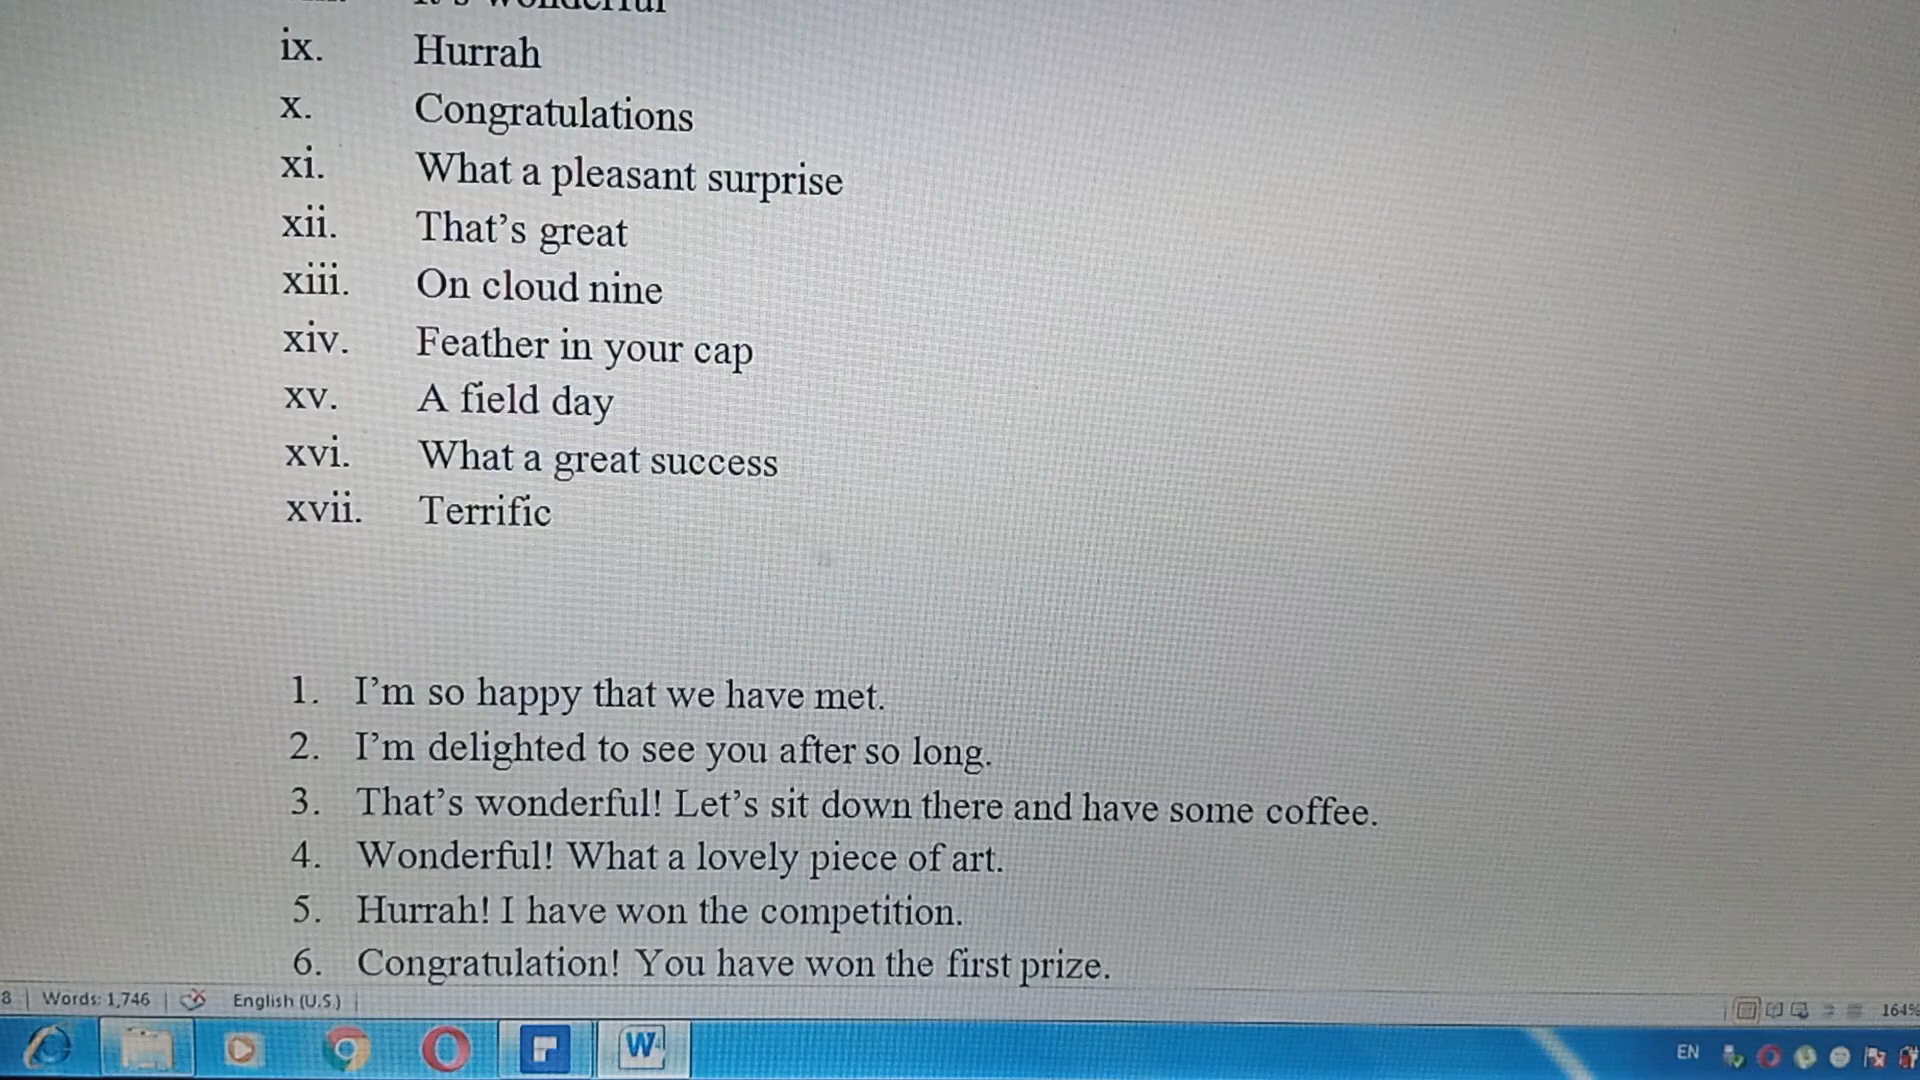 It's wonderful
ix. Hurrah
x. Congratulations
xi. What a pleasant surprise
xii. That's great
xiii. On cloud nine
xiv. Feather in your cap
xv. A field day
xvi. What a great success
xvii. Terrific
1. I'm so happy that we have met.
2. I'm delighted to see you after so long.
3. That's wonderful! Let's sit down there and have some coffee.
4. Wonderful! What a lovely piece of art.
5. Hurrah! I have won the competition.
6. Congratulation! You have won the first prize.
8 Words: 1,746 English (U.S.) 164%
W EN